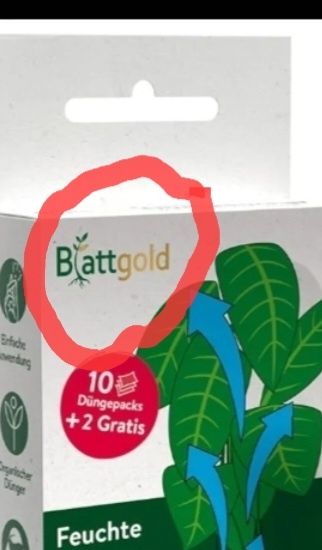 Blattgold
10
Düngepacks
+ 2 Gratis
Einfache
Anwendung
Organischer
Dünger
Feuchte